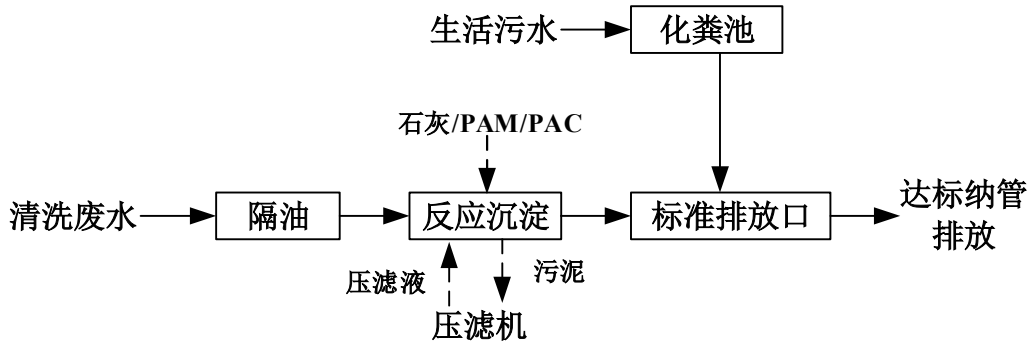 生活污水
化粪池
石灰/PAM/PAC
清洗废水
隔油
反应沉淀
标准排放口
达标纳管
排放
压滤液
污泥
压滤机